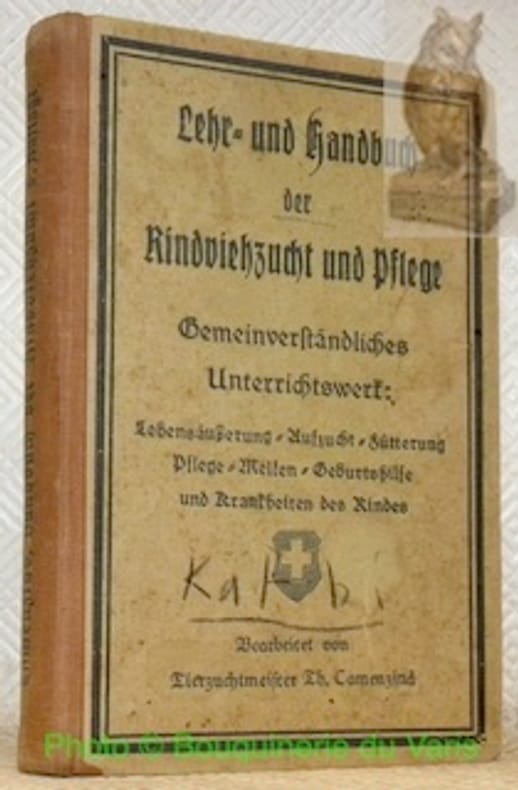 Lehr- und Handbuch
der
Rindviehzucht und Pflege
Gemeinverständliches
Unterrichtswerk:
Lebensäußerung - Aufzucht - Fütterung
Pflege - Melken - Geburtshilfe
und Krankheiten des Rindes
Bearbeitet von
Tierzuchtmeister Th. Camenzind
Photo © Bouquinerie du Varis